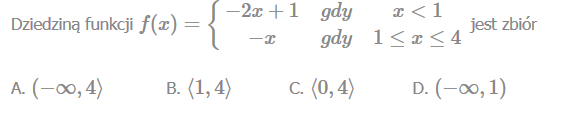 Dziedziną funkcji f(x) = { −2x + 1 gdy x < 1 jest zbiór
−x gdy 1 ≤ x ≤ 4
A. (−∞, 4⟩ B. ⟨1, 4⟩ C. ⟨0, 4⟩ D. (−∞, 1)